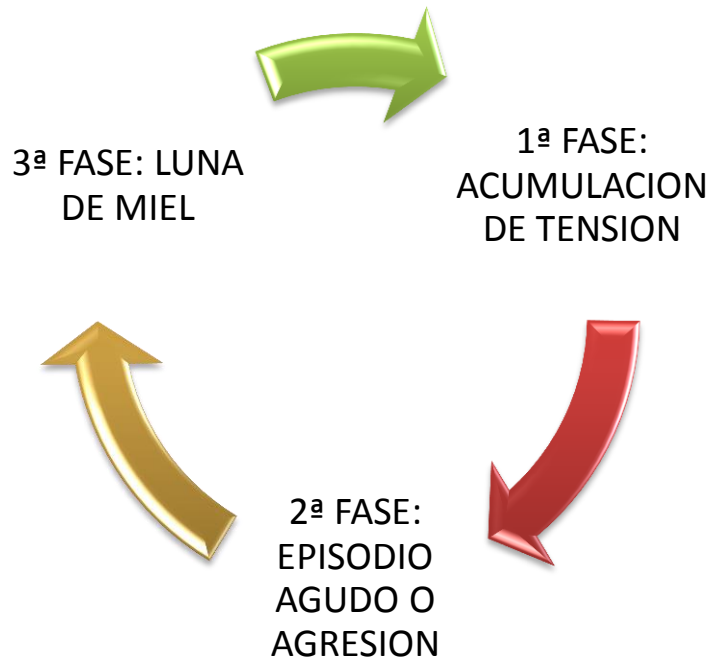 1ª FASE:
ACUMULACION
DE TENSION
2ª FASE:
EPISODIO
AGUDO O
AGRESION
3ª FASE: LUNA
DE MIEL